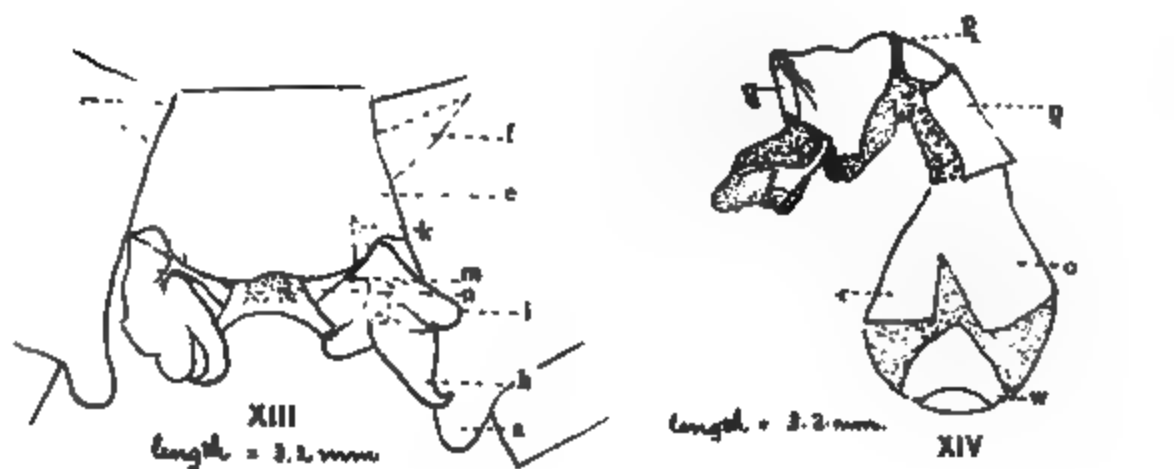 f
e
k
m
n
i
h
a
XIII
length = 3.2 mm
q
o
w
length = 3.2 mm.
XIV